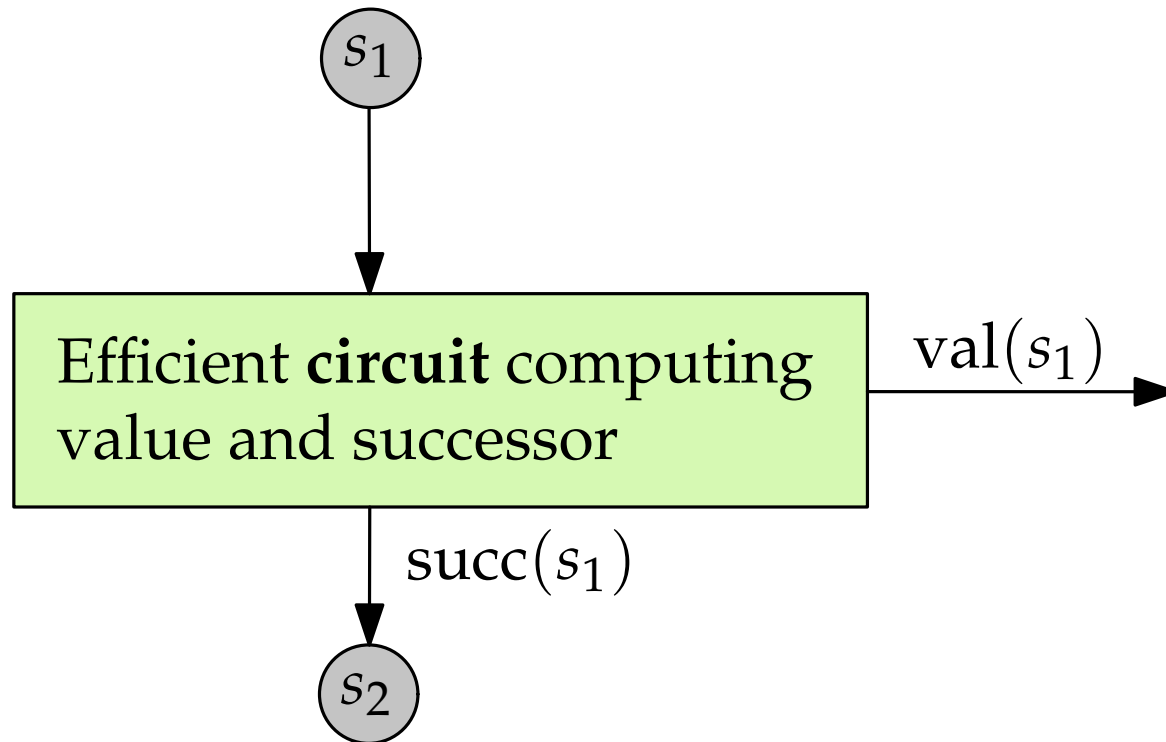 s₁
Efficient circuit computing
value and successor
val(s₁)
succ(s₁)
s₂